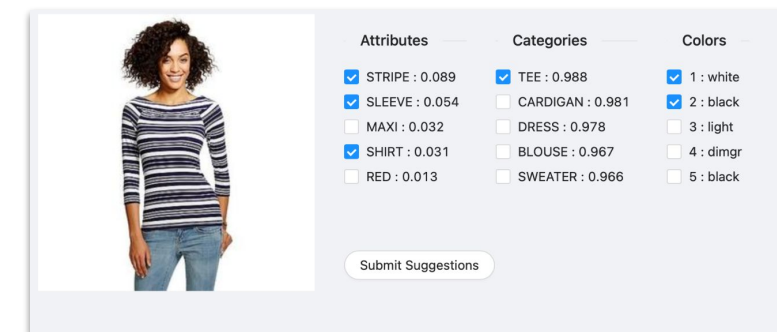 Attributes
STRIPE : 0.089
SLEEVE : 0.054
MAXI : 0.032
SHIRT : 0.031
RED : 0.013
Categories
TEE : 0.988
CARDIGAN : 0.981
DRESS : 0.978
BLOUSE : 0.967
SWEATER : 0.966
Colors
1 : white
2 : black
3 : light
4 : dimgr
5 : black
Submit Suggestions